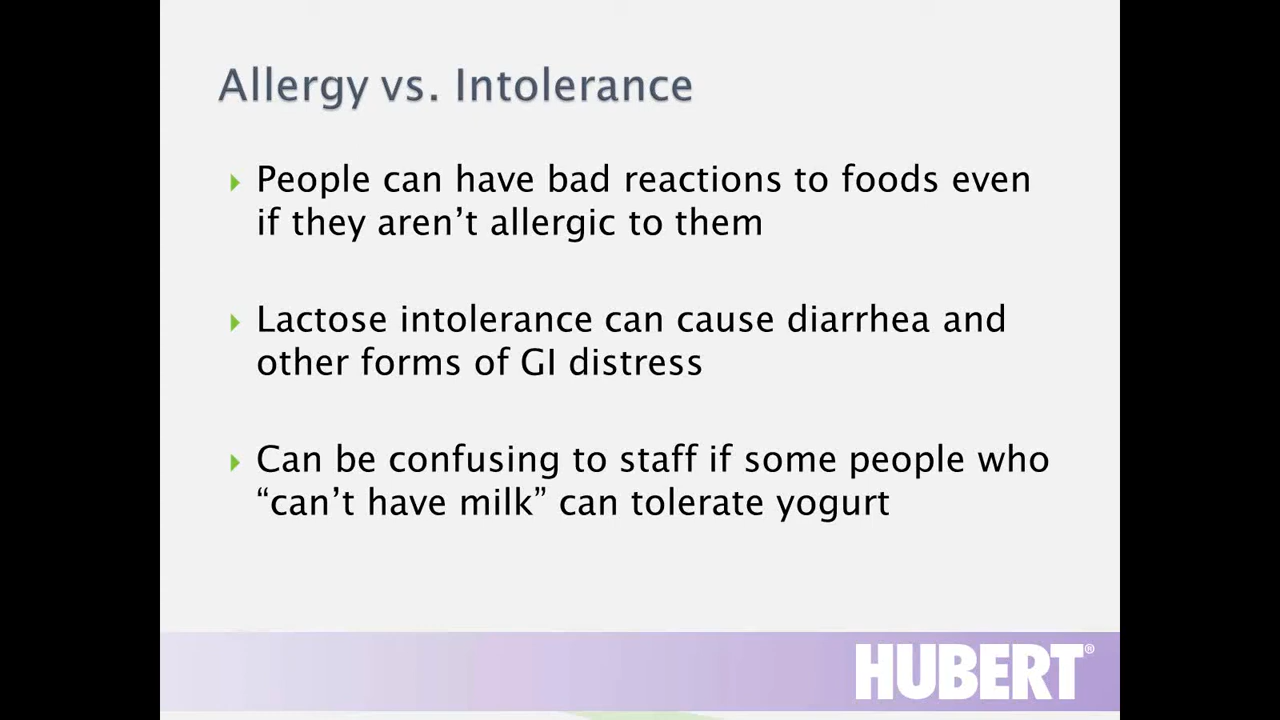 Allergy vs. Intolerance
People can have bad reactions to foods even
if they aren’t allergic to them
Lactose intolerance can cause diarrhea and
other forms of GI distress
Can be confusing to staff if some people who
“can’t have milk” can tolerate yogurt
HUBERT®